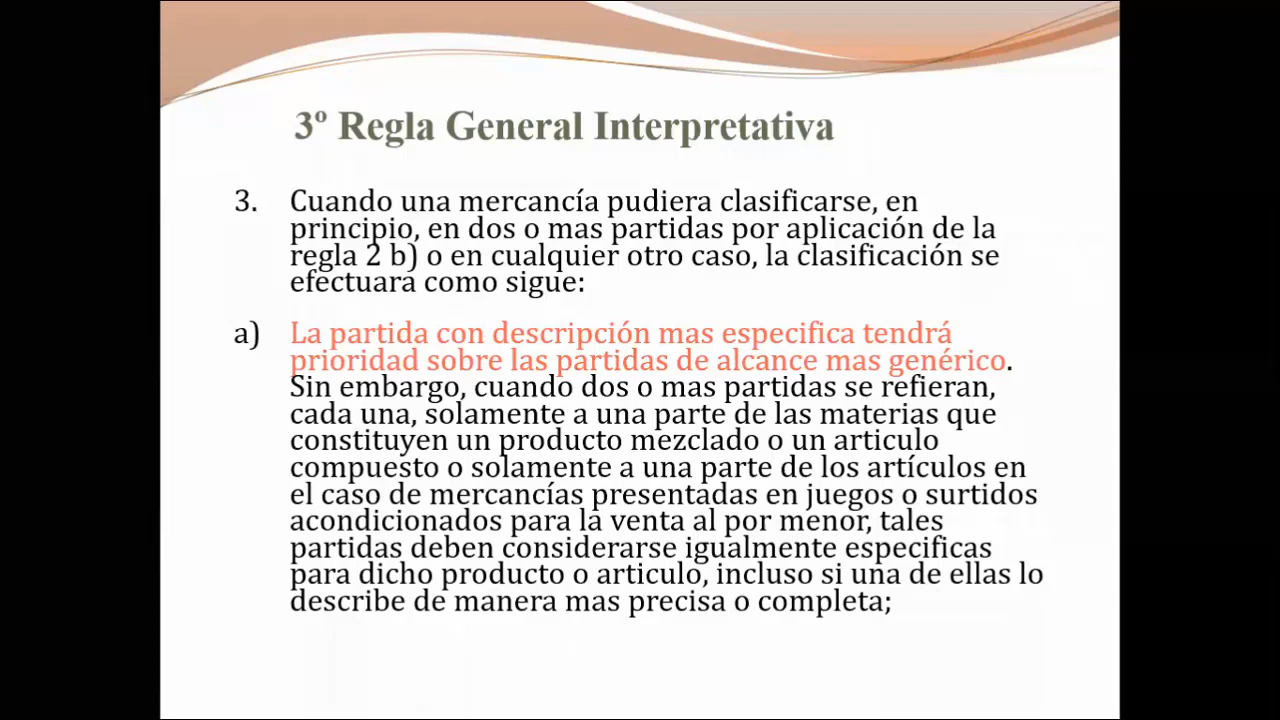 3º Regla General Interpretativa
3. Cuando una mercancía pudiera clasificarse, en
principio, en dos o mas partidas por aplicación de la
regla 2 b) o en cualquier otro caso, la clasificación se
efectuara como sigue:
a) La partida con descripción mas especifica tendrá
prioridad sobre las partidas de alcance mas genérico.
Sin embargo, cuando dos o mas partidas se refieran,
cada una, solamente a una parte de las materias que
constituyen un producto mezclado o un articulo
compuesto o solamente a una parte de los artículos en
el caso de mercancías presentadas en juegos o surtidos
acondicionados para la venta al por menor, tales
partidas deben considerarse igualmente especificas
para dicho producto o articulo, incluso si una de ellas lo
describe de manera mas precisa o completa;